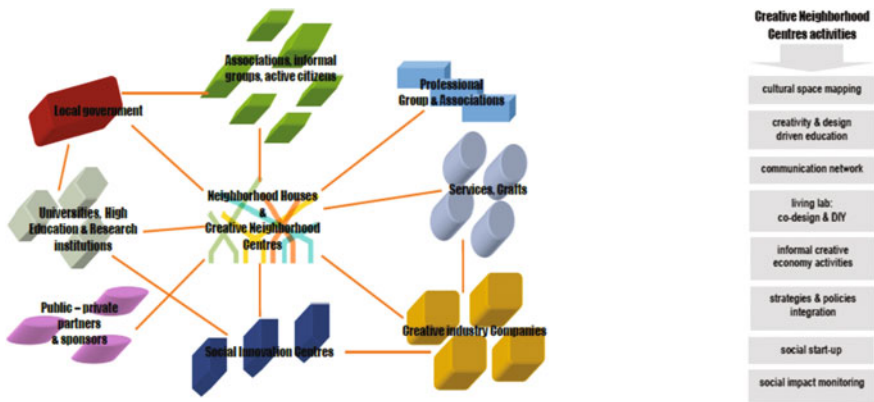 Associations, informal
groups, active citizens
Professional
Group & Associations
Local government
Neighborhood Houses
&
Creative Neighborhood
Centres
Services, Grafts
Universities, High
Education & Research
institutions
Public – private
partners
& sponsors
Social Innovation Centres
Creative industry Companies
Creative Neighborhood
Centres activities
cultural space mapping
creativity & design
driven education
communication network
living lab:
co-design & DIY
informal creative
economy activities
strategies & policies
integration
social start-up
social impact monitoring